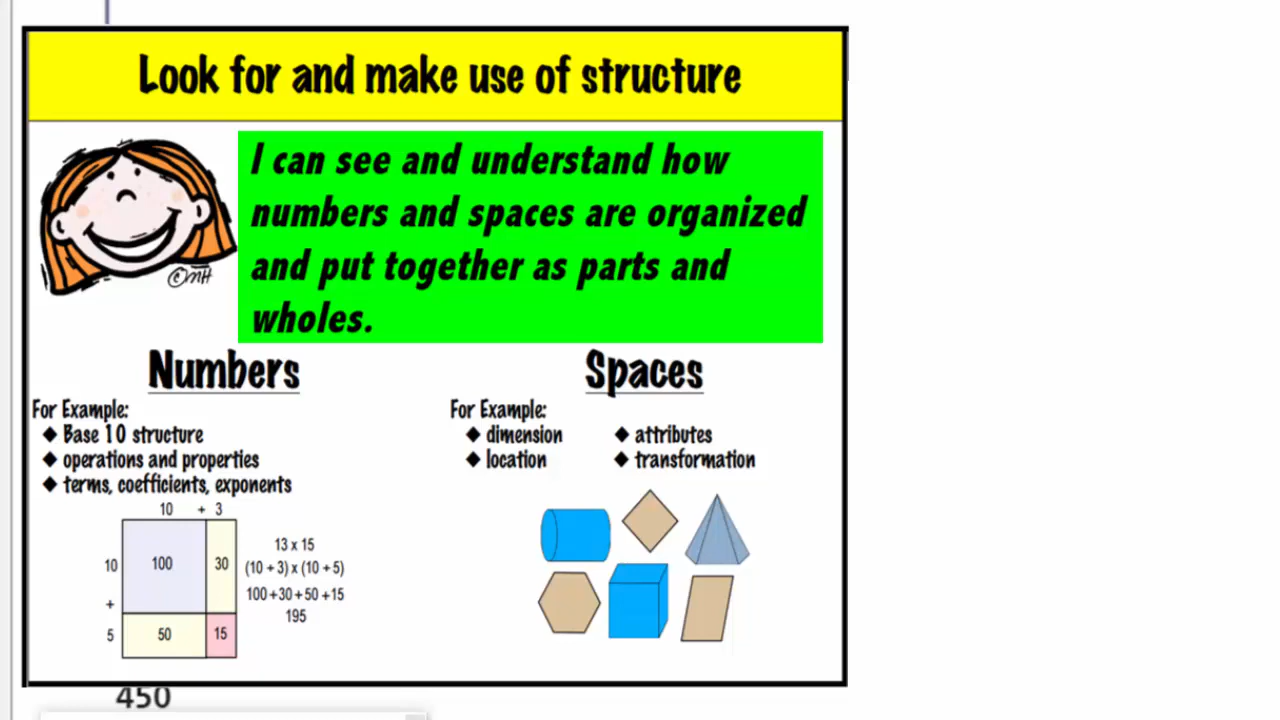 Look for and make use of structure
I can see and understand how
numbers and spaces are organized
and put together as parts and
wholes.
©MH
Numbers
For Example:
◆ Base 10 structure
◆ operations and properties
◆ terms, coefficients, exponents
10 + 3
10
+
5
100
30
50
15
13 x 15
(10 + 3) x (10 + 5)
100 +30 + 50 +15
195
Spaces
For Example:
◆ dimension ◆ attributes
◆ location ◆ transformation
450